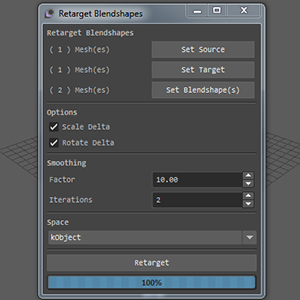 Retarget Blendshapes
Retarget Blendshapes
( 1 ) Mesh(es) Set Source
( 1 ) Mesh(es) Set Target
( 2 ) Mesh(es) Set Blendshape(s)
Options
Scale Delta
Rotate Delta
Smoothing
Factor 10.00
Iterations 2
Space
kObject
Retarget
100%